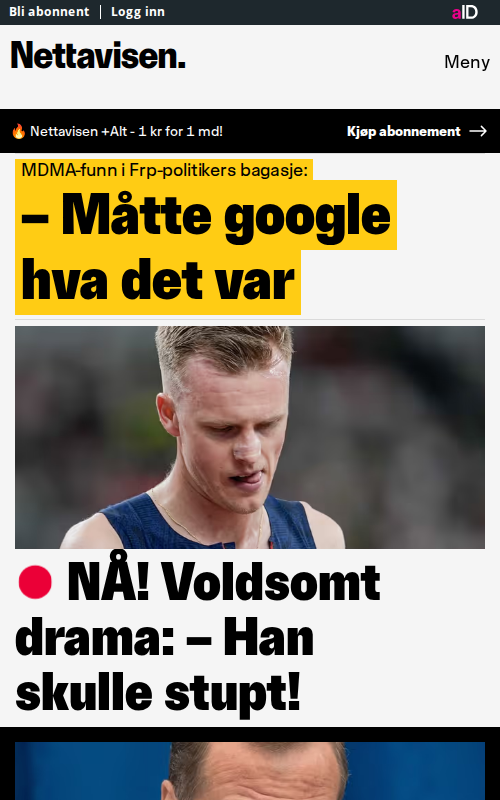 Bli abonnent | Logg inn
aID
Nettavisen.
Meny
🔥 Nettavisen +Alt - 1 kr for 1 md!
Kjøp abonnement →
MDMA-funn i Frp-politikers bagasje:
– Måtte google
hva det var
NÅ! Voldsomt
drama: – Han
skulle stupt!